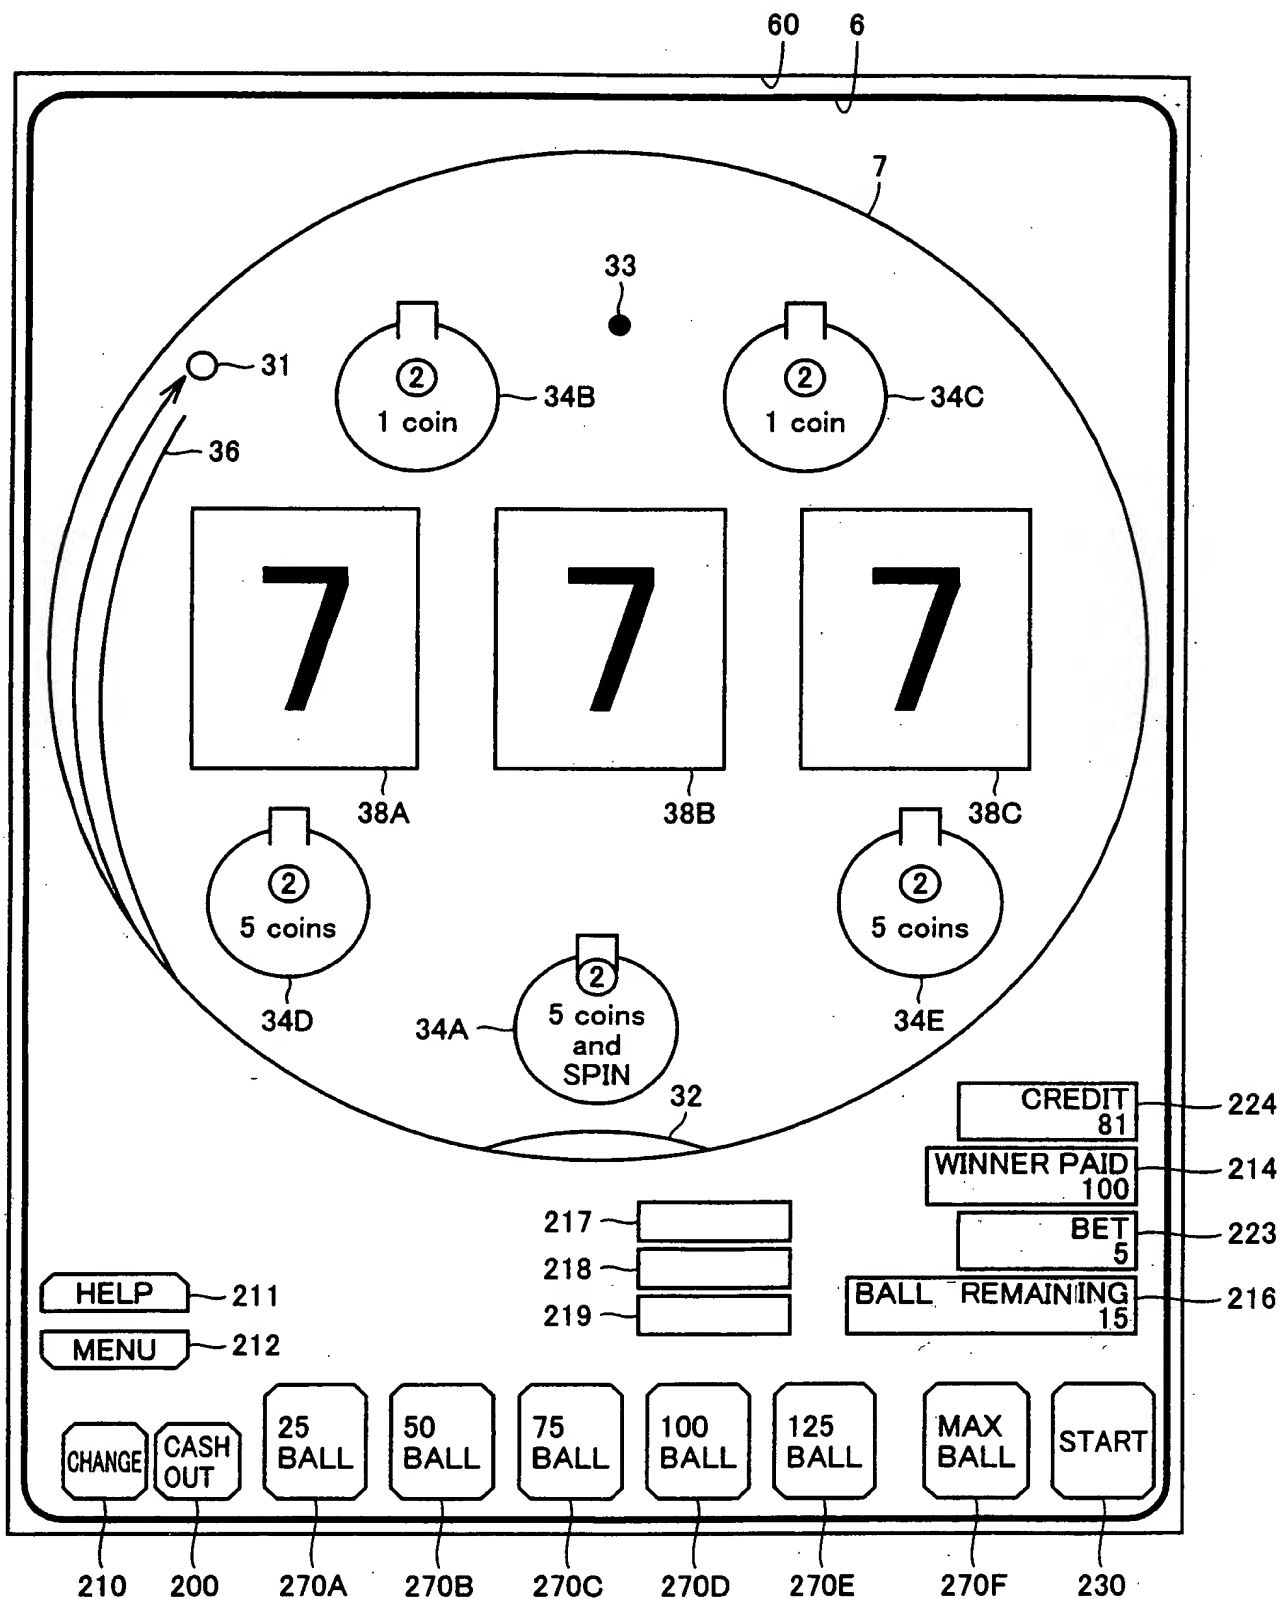 60 6
7
33
31
② 34B
1 coin
② 34C
1 coin
36
7 7 7
38A 38B 38C
②
5 coins
②
5 coins
34D
②
34A 5 coins
and
SPIN
34E
32
CREDIT 224
81
WINNER PAID 214
100
217
BET 223
5
218
HELP 211
BALL REMAINING 216
15
219
MENU 212
CHANGE
CASH
OUT
25
BALL
50
BALL
75
BALL
100
BALL
125
BALL
MAX
BALL
START
210 200 270A 270B 270C 270D 270E 270F 230